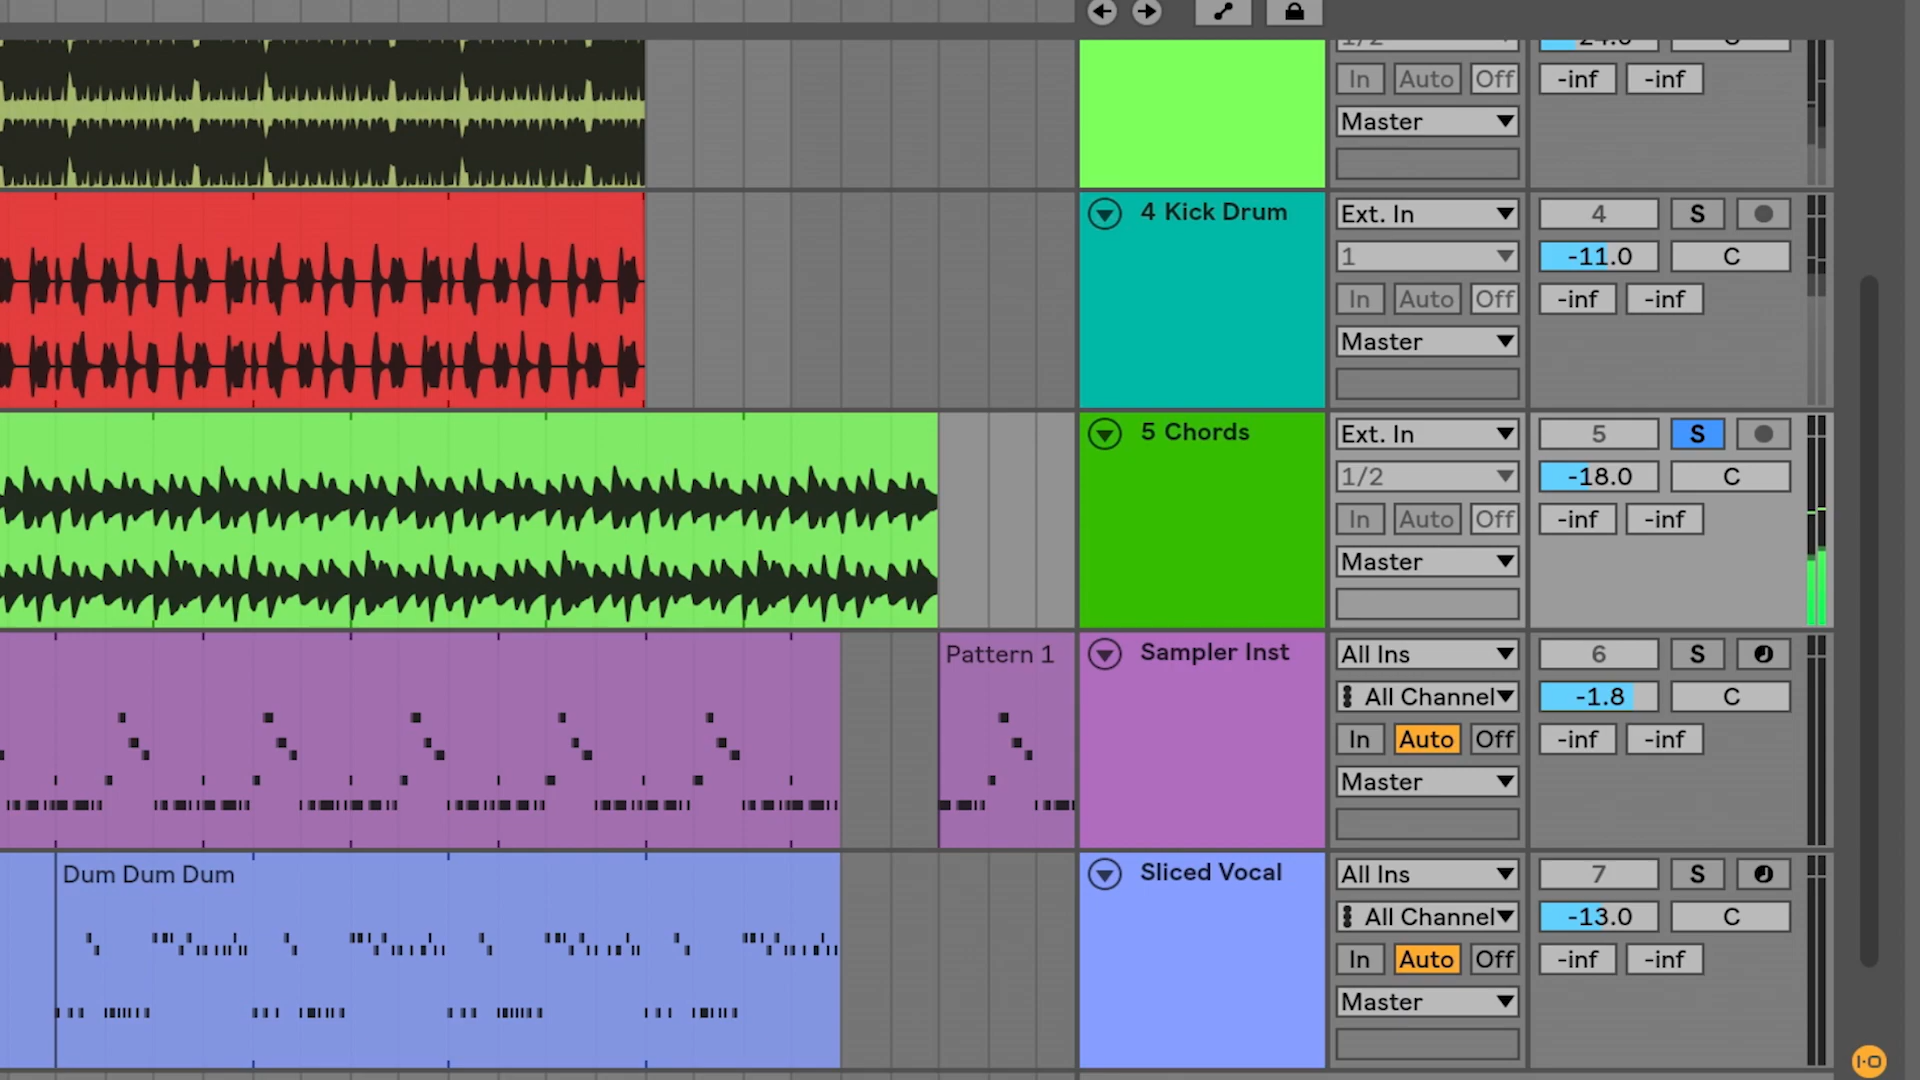 In Auto Off -inf -inf
Master
4 Kick Drum Ext. In 4 S
1 -11.0 C
In Auto Off -inf -inf
Master
5 Chords Ext. In 5 S
1/2 -18.0 C
In Auto Off -inf -inf
Master
Pattern 1 Sampler Inst All Ins 6 S
All Channel -1.8 C
In Auto Off -inf -inf
Master
Dum Dum Dum Sliced Vocal All Ins 7 S
All Channel -13.0 C
In Auto Off -inf -inf
Master
I·O